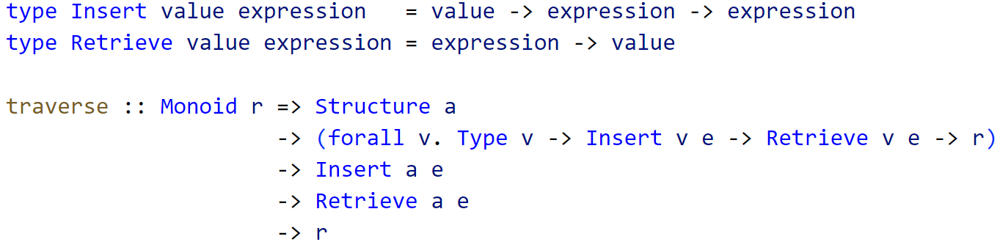 type Insert value expression   = value -> expression -> expression
type Retrieve value expression = expression -> value

traverse :: Monoid r => Structure a
                     -> (forall v. Type v -> Insert v e -> Retrieve v e -> r)
                     -> Insert a e
                     -> Retrieve a e
                     -> r